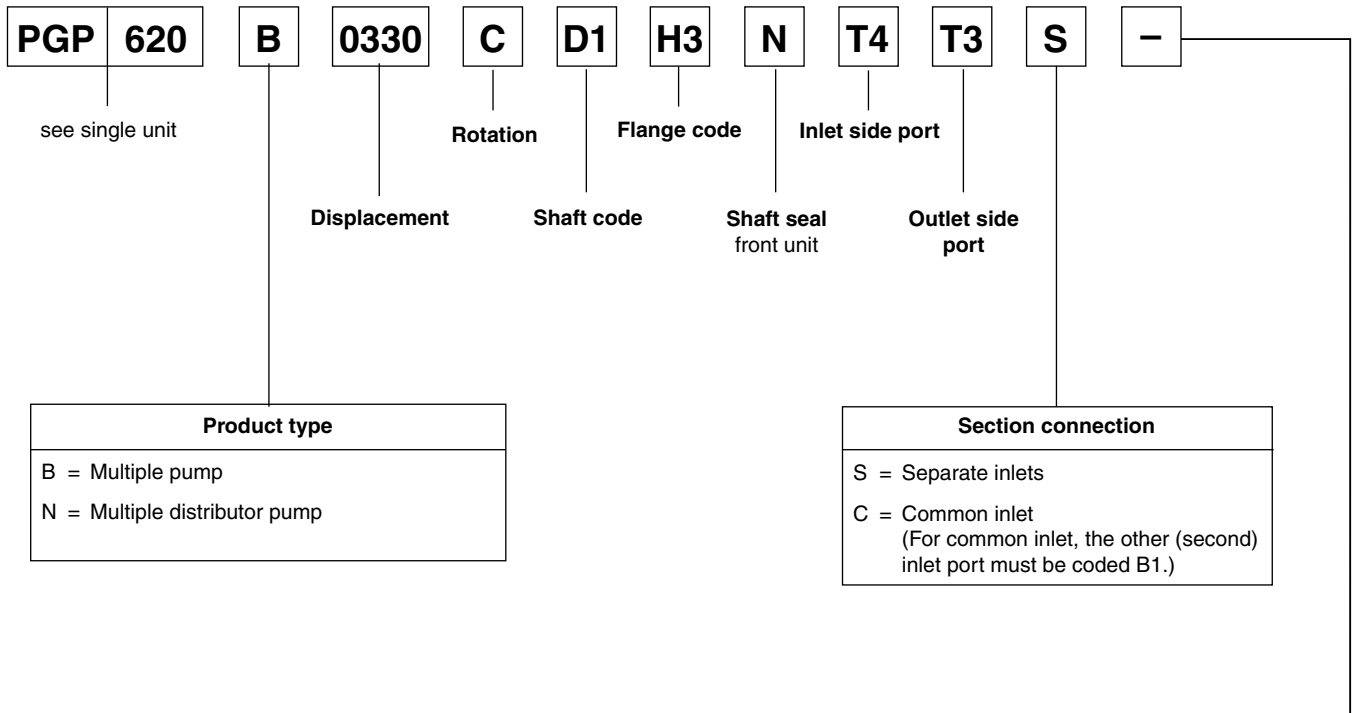 PGP 620 B 0330 C D1 H3 N T4 T3 S –
see single unit
Rotation
Flange code
Inlet side port
Displacement
Shaft code
Shaft seal
front unit
Outlet side
port
Product type
B = Multiple pump
N = Multiple distributor pump
Section connection
S = Separate inlets
C = Common inlet
(For common inlet, the other (second)
inlet port must be coded B1.)